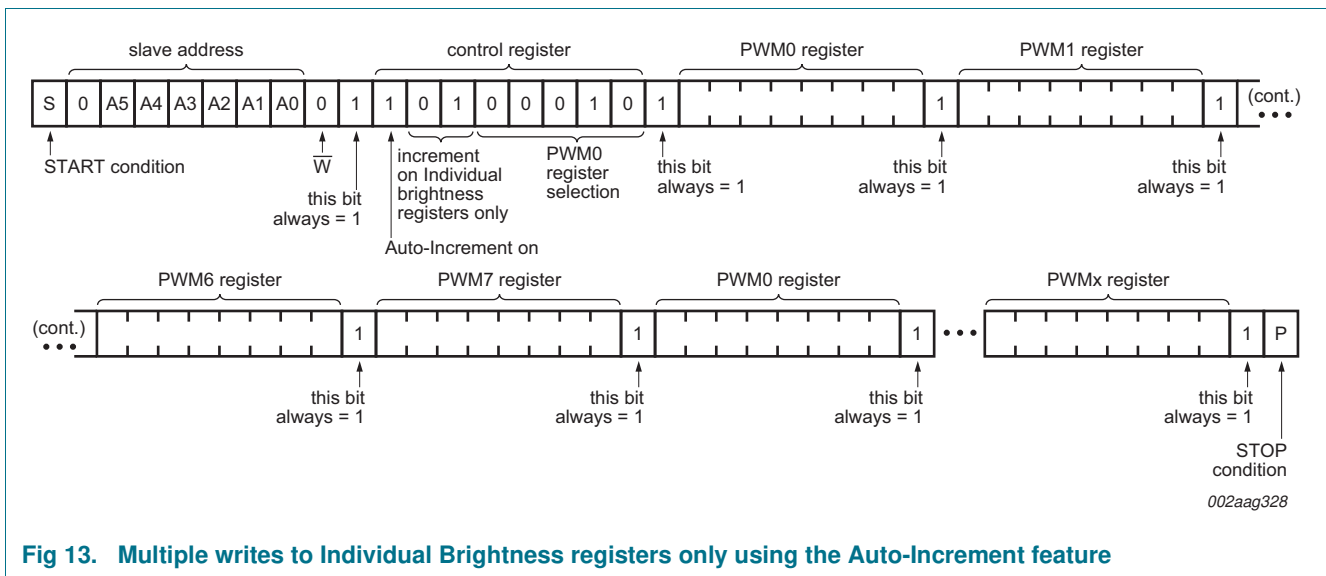 slave address control register PWM0 register PWM1 register
S 0 A5 A4 A3 A2 A1 A0 0 1 1 0 1 0 0 0 1 0 1 1 1 (cont.)
START condition
W
this bit
always = 1
Auto-Increment on
increment
on Individual
brightness
registers only
PWM0
register
selection
this bit
always = 1
this bit
always = 1
this bit
always = 1
PWM6 register PWM7 register PWM0 register PWMx register
(cont.) 1 1 1 1 P
this bit
always = 1
this bit
always = 1
this bit
always = 1
this bit
always = 1
STOP
condition
002aag328
Fig 13. Multiple writes to Individual Brightness registers only using the Auto-Increment feature